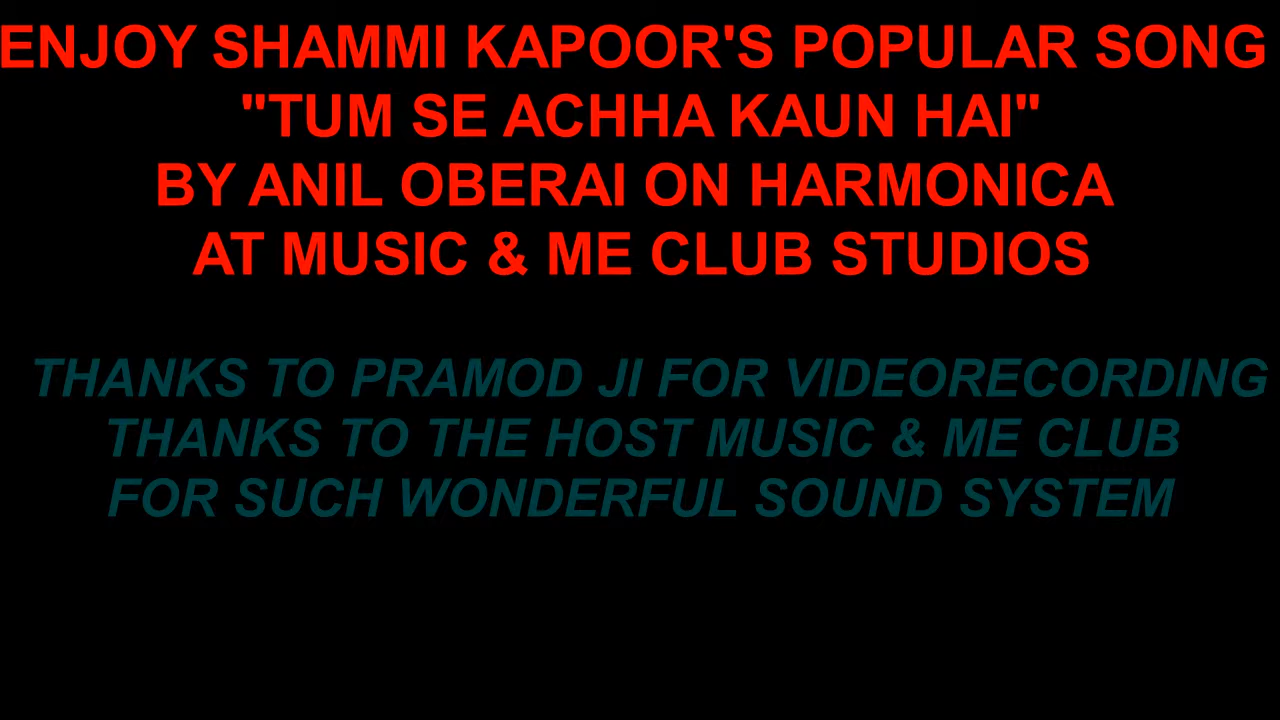 ENJOY SHAMMI KAPOOR'S POPULAR SONG
"TUM SE ACHHA KAUN HAI"
BY ANIL OBERAI ON HARMONICA
AT MUSIC & ME CLUB STUDIOS
THANKS TO PRAMOD JI FOR VIDEORECORDING
THANKS TO THE HOST MUSIC & ME CLUB
FOR SUCH WONDERFUL SOUND SYSTEM